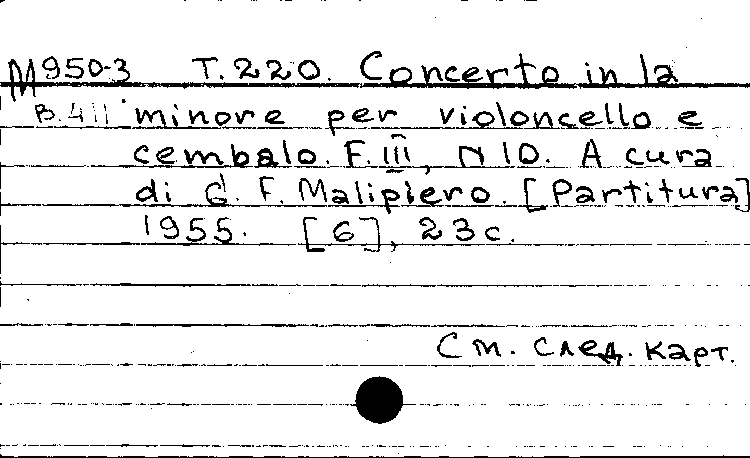 М950-3 Т.220. Concerto in la
В.411 minore per violoncello e
cembalo. F. III, N 10. A cura
di G. F. Malipiero. [Partitura]
1955. [6], 23 с.
См. след. карт.